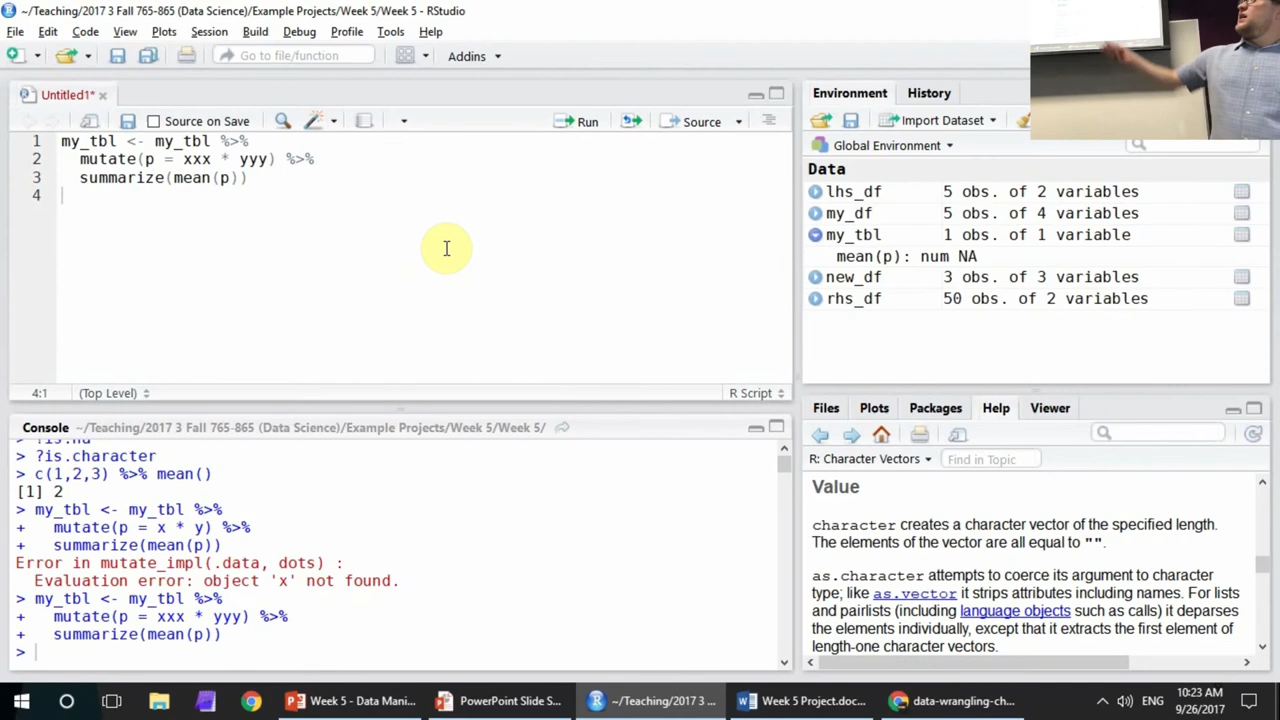 ~/Teaching/2017 3 Fall 765-865 (Data Science)/Example Projects/Week 5/Week 5 - RStudio
File Edit Code View Plots Session Build Debug Profile Tools Help
Go to file/function Addins
Untitled1*
Source on Save Run Source
1 my_tbl <- my_tbl %>%
2 mutate(p = xxx * yyy) %>%
3 summarize(mean(p))
4
4:1 (Top Level) R Script
Console ~/Teaching/2017 3 Fall 765-865 (Data Science)/Example Projects/Week 5/Week 5/
> ?is.na
> ?is.character
> c(1,2,3) %>% mean()
[1] 2
> my_tbl <- my_tbl %>%
+ mutate(p = x * y) %>%
+ summarize(mean(p))
Error in mutate_impl(.data, dots) :
Evaluation error: object 'x' not found.
> my_tbl <- my_tbl %>%
+ mutate(p = xxx * yyy) %>%
+ summarize(mean(p))
>
Environment History
Import Dataset
Global Environment
Data
lhs_df 5 obs. of 2 variables
my_df 5 obs. of 4 variables
my_tbl 1 obs. of 1 variable
mean(p): num NA
new_df 3 obs. of 3 variables
rhs_df 50 obs. of 2 variables
Files Plots Packages Help Viewer
R: Character Vectors Find in Topic
Value
character creates a character vector of the specified length.
The elements of the vector are all equal to "".
as.character attempts to coerce its argument to character
type; like as.vector it strips attributes including names. For lists
and pairlists (including language objects such as calls) it deparses
the elements individually, except that it extracts the first element of
length-one character vectors.
Week 5 - Data Mani... PowerPoint Slide S... ~/Teaching/2017 3 ... Week 5 Project.doc... data-wrangling-ch... ENG 10:23 AM
9/26/2017